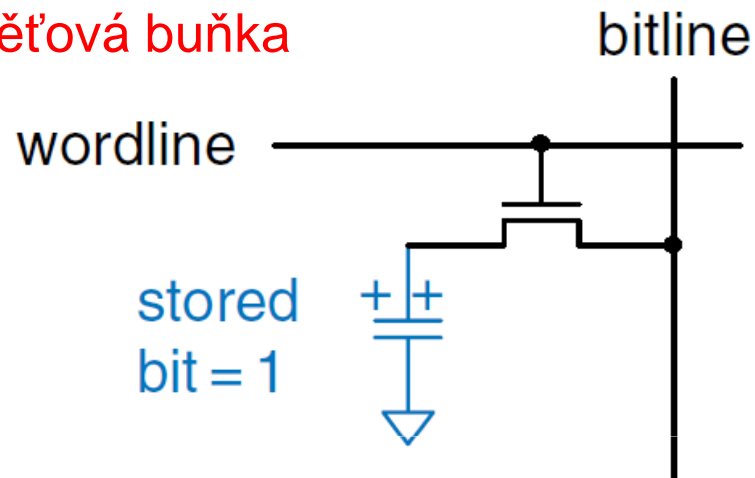 ěťová buňka
bitline
wordline
stored
+ +
bit = 1